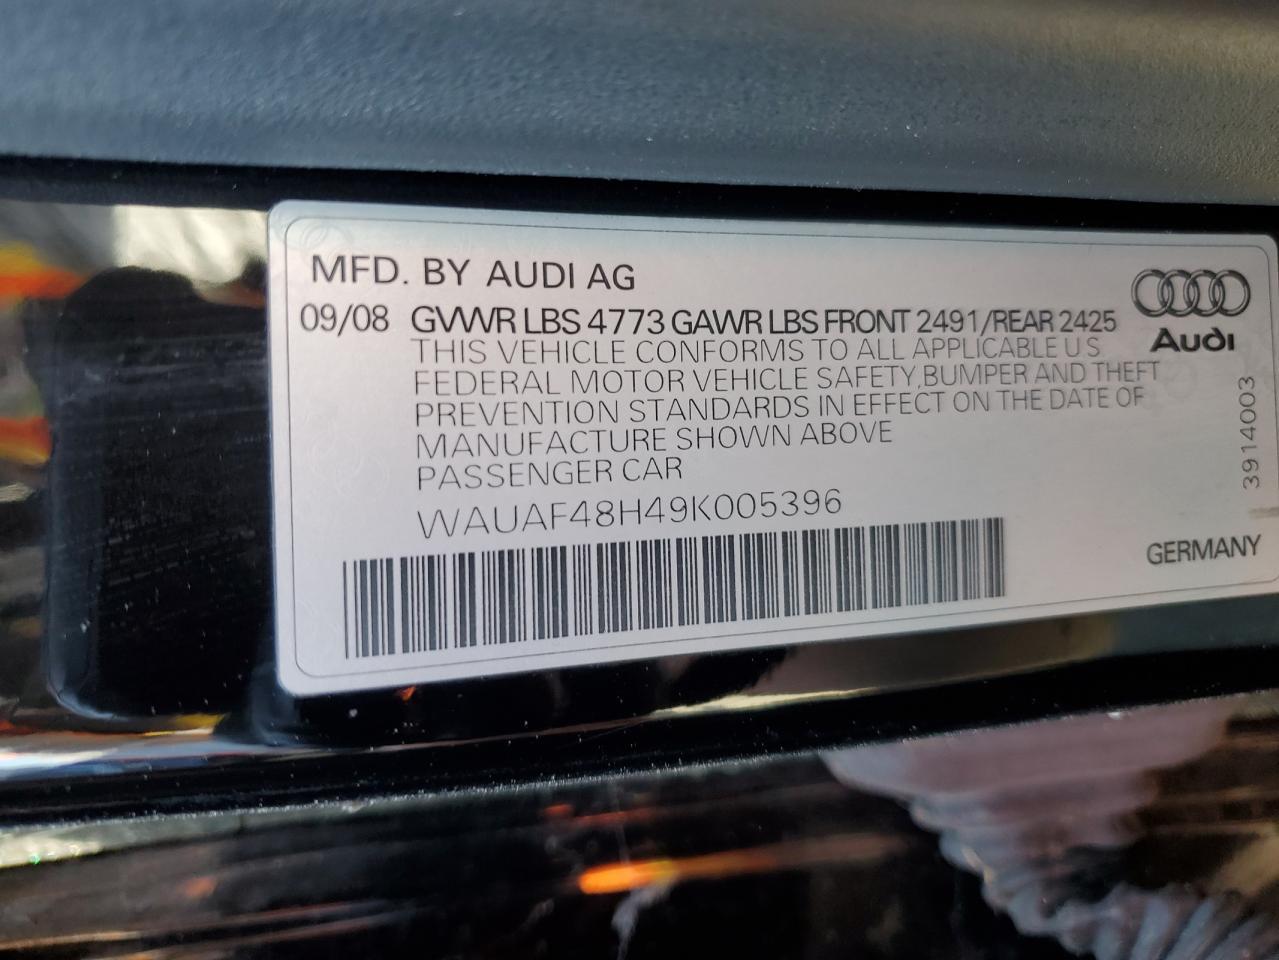 MFD. BY AUDI AG
09/08 GVWR LBS 4773 GAWR LBS FRONT 2491/REAR 2425
THIS VEHICLE CONFORMS TO ALL APPLICABLE U S
FEDERAL MOTOR VEHICLE SAFETY,BUMPER AND THEFT
PREVENTION STANDARDS IN EFFECT ON THE DATE OF
MANUFACTURE SHOWN ABOVE
PASSENGER CAR
WAUAF48H49K005396
Audi
3914003
GERMANY